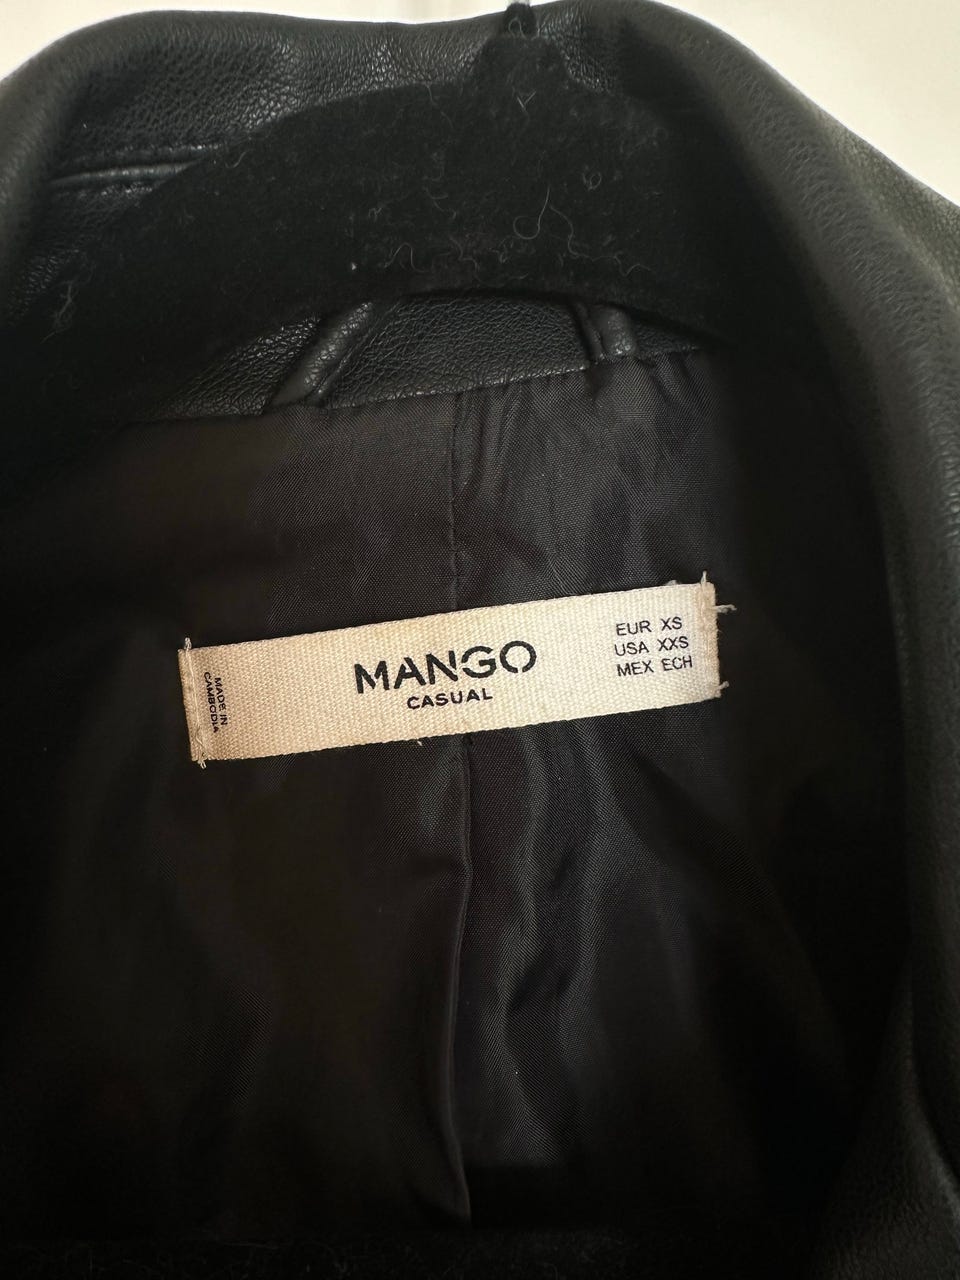 MADE IN
CAMBODIA
MANGO
CASUAL
EUR XS
USA XXS
MEX ECH